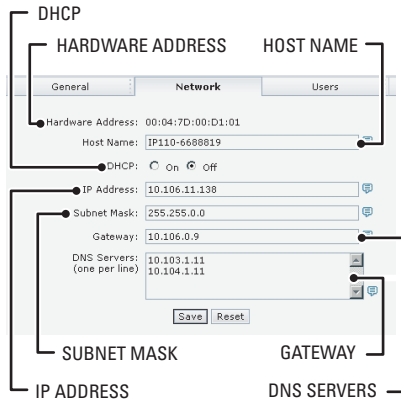 DHCP
HARDWARE ADDRESS HOST NAME
General Network Users
Hardware Address: 00:04:7D:00:D1:01
Host Name: IP110-6688819
DHCP: On Off
IP Address: 10.106.11.138
Subnet Mask: 255.255.0.0
Gateway: 10.106.0.9
DNS Servers: 10.103.1.11
(one per line) 10.104.1.11
Save Reset
SUBNET MASK GATEWAY
IP ADDRESS DNS SERVERS